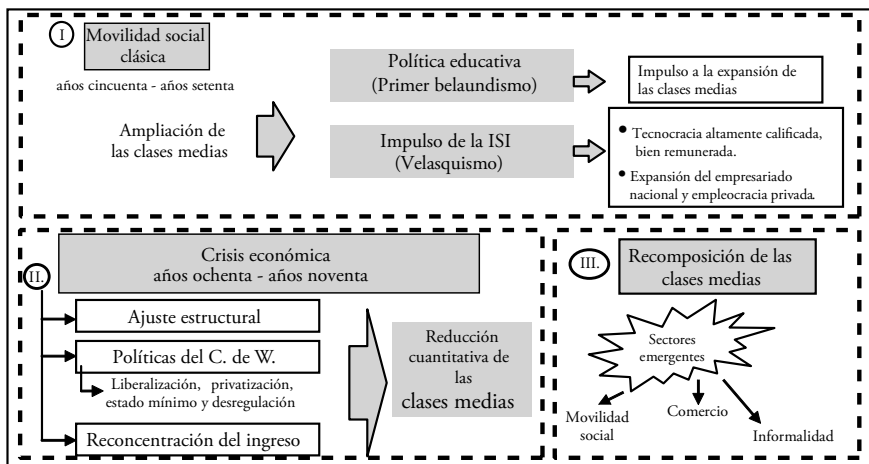 I
Movilidad social
clásica
años cincuenta - años setenta
Ampliación de
las clases medias
Política educativa
(Primer belaundismo)
Impulso a la expansión de
las clases medias
Impulso de la ISI
(Velasquismo)
• Tecnocracia altamente calificada,
bien remunerada.
• Expansión del empresariado
nacional y empleocracia privada.
II.
Crisis económica
años ochenta - años noventa
Ajuste estructural
Políticas del C. de W.
Liberalización, privatización,
estado mínimo y desregulación
Reconcentración del ingreso
Reducción
cuantitativa de
las
clases medias
III.
Recomposición de las
clases medias
Sectores
emergentes
Movilidad
social
Comercio
Informalidad